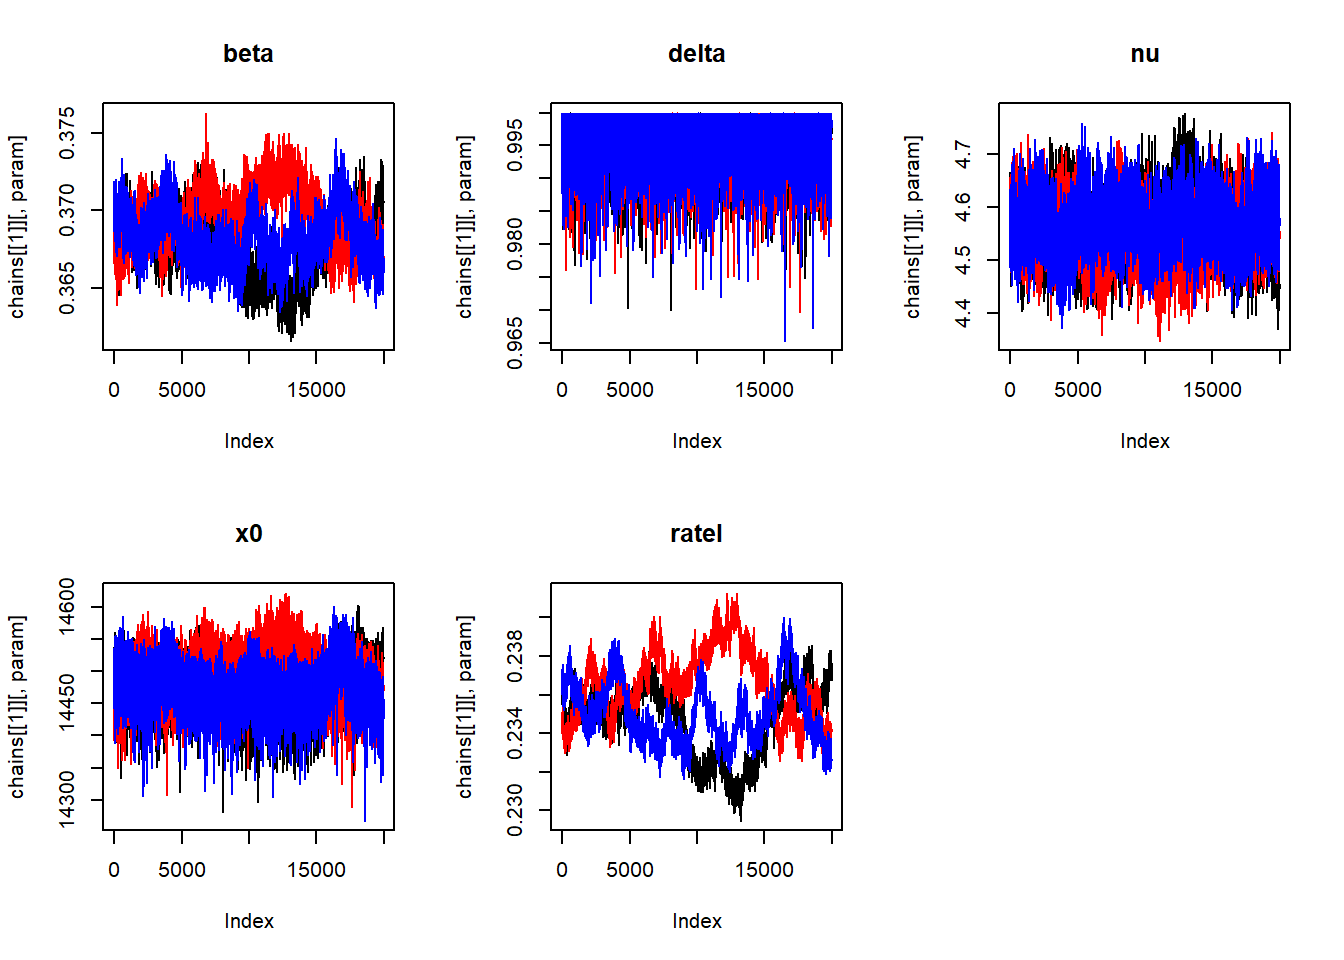 beta
chains[[1]][, param]
0.365 0.370 0.375
0 5000 15000
Index
delta
chains[[1]][, param]
0.965 0.980 0.995
0 5000 15000
Index
nu
chains[[1]][, param]
4.4 4.5 4.6 4.7
0 5000 15000
Index
x0
chains[[1]][, param]
14300 14450 14600
0 5000 15000
Index
ratel
chains[[1]][, param]
0.230 0.234 0.238
0 5000 15000
Index